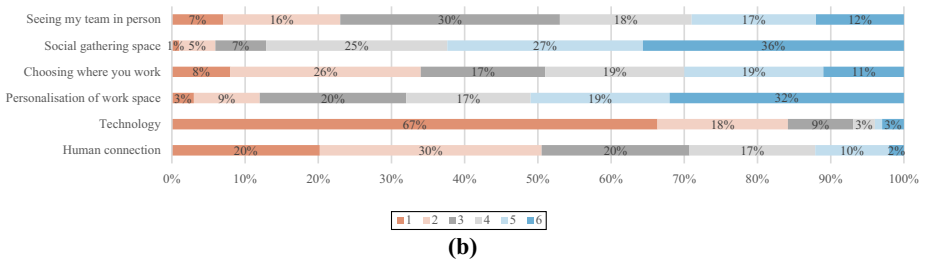 Seeing my team in person 7% 16% 30% 18% 17% 12%
Social gathering space 1% 5% 7% 25% 27% 36%
Choosing where you work 8% 26% 17% 19% 19% 11%
Personalisation of work space 3% 9% 20% 17% 19% 32%
Technology 67% 18% 9% 3% 3%
Human connection 20% 30% 20% 17% 10% 2%
0% 10% 20% 30% 40% 50% 60% 70% 80% 90% 100%
1 2 3 4 5 6
(b)